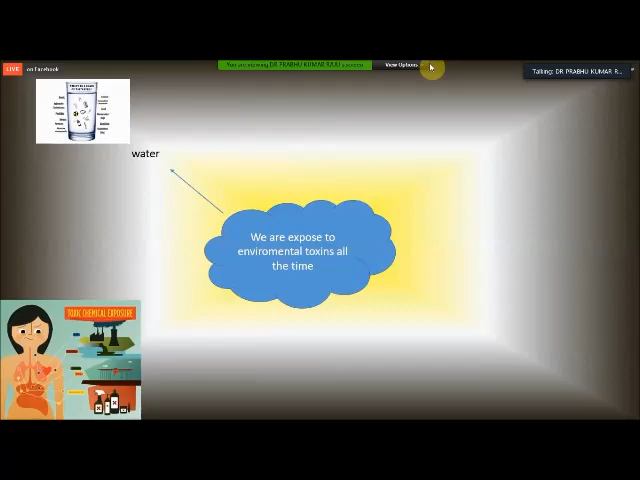 You are viewing DR PRABHU KUMAR RAJU's screen
View Options
LIVE
on Facebook
Talking: DR PRABHU KUMAR R...
water
We are expose to
enviromental toxins all
the time
TOXIC CHEMICAL EXPOSURE